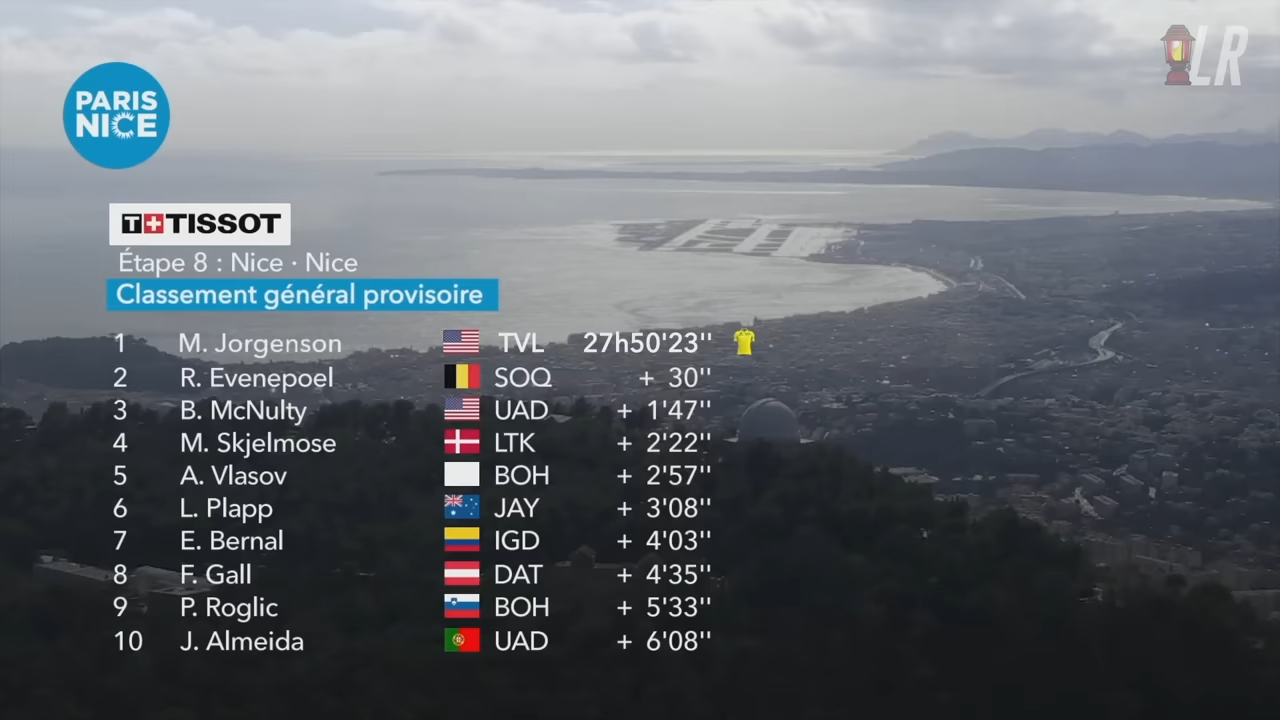 LR
PARIS
NICE
T+TISSOT
Étape 8 : Nice · Nice
Classement général provisoire
1 M. Jorgenson TVL 27h50'23''
2 R. Evenepoel SOQ + 30''
3 B. McNulty UAD + 1'47''
4 M. Skjelmose LTK + 2'22''
5 A. Vlasov BOH + 2'57''
6 L. Plapp JAY + 3'08''
7 E. Bernal IGD + 4'03''
8 F. Gall DAT + 4'35''
9 P. Roglic BOH + 5'33''
10 J. Almeida UAD + 6'08''